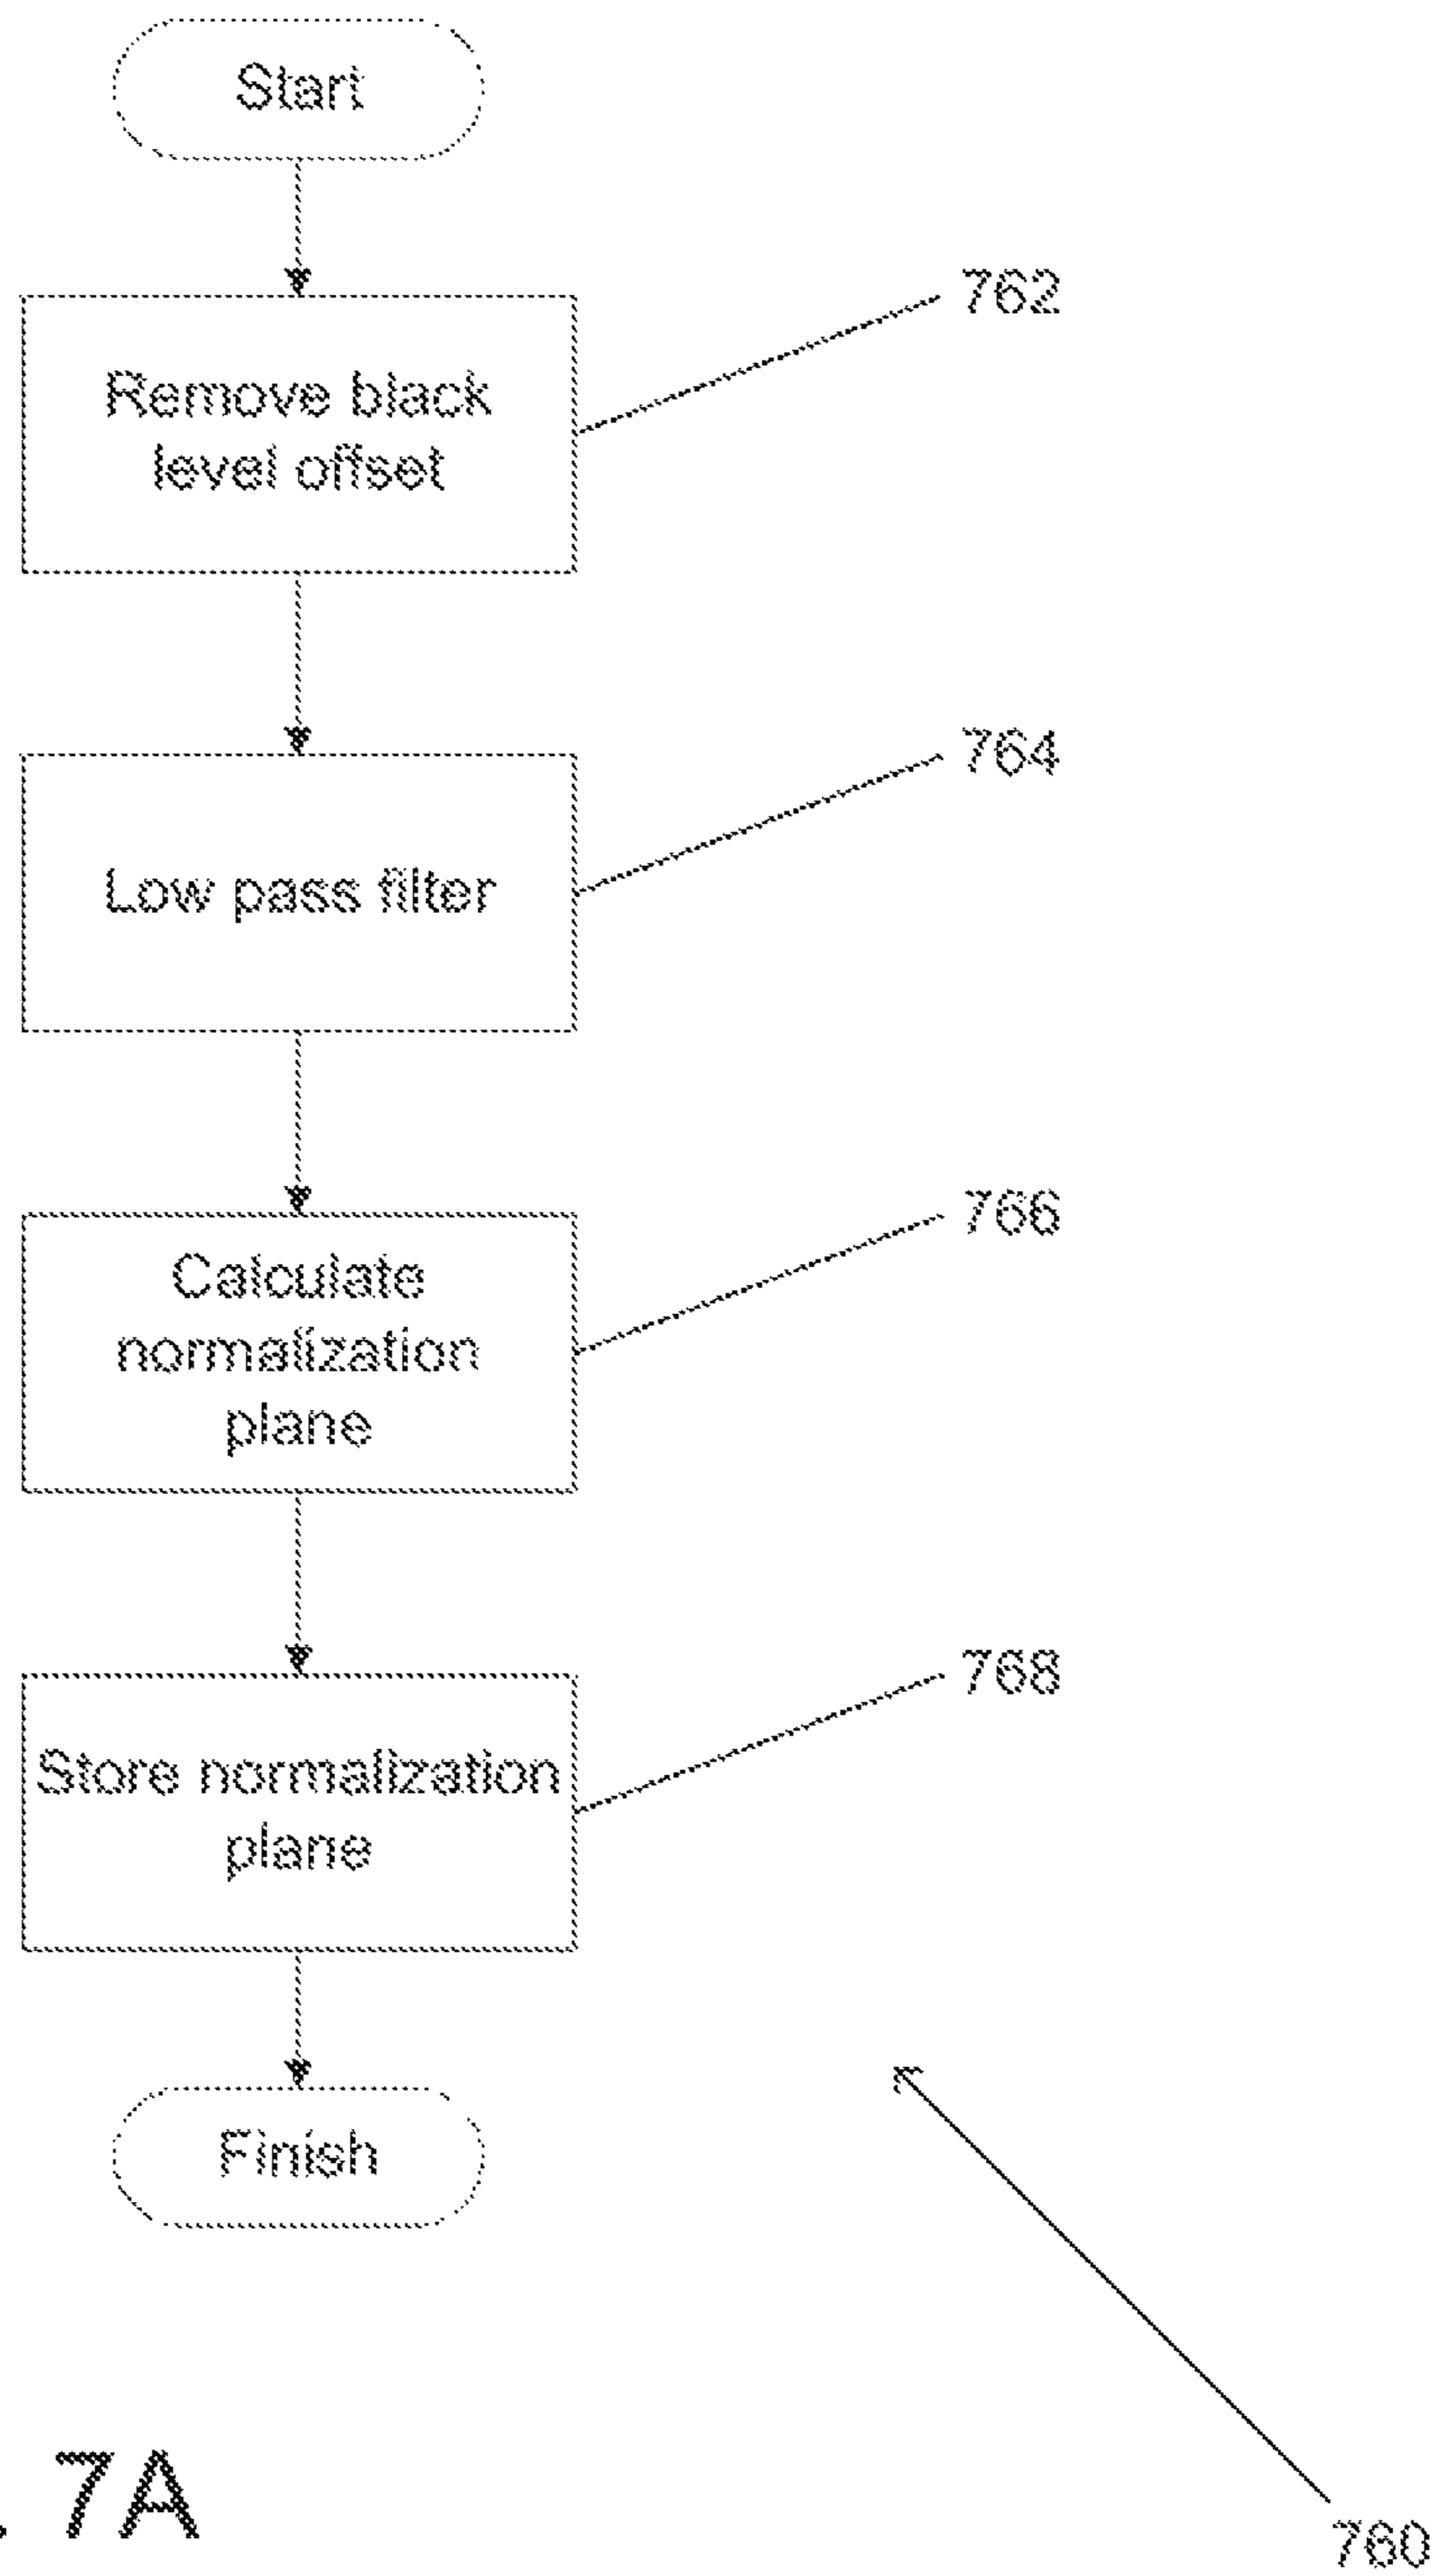 Start
762
Remove black
level offset
764
Low pass filter
766
Calculate
normalization
plane
768
Store normalization
plane
Finish
. 7A
760